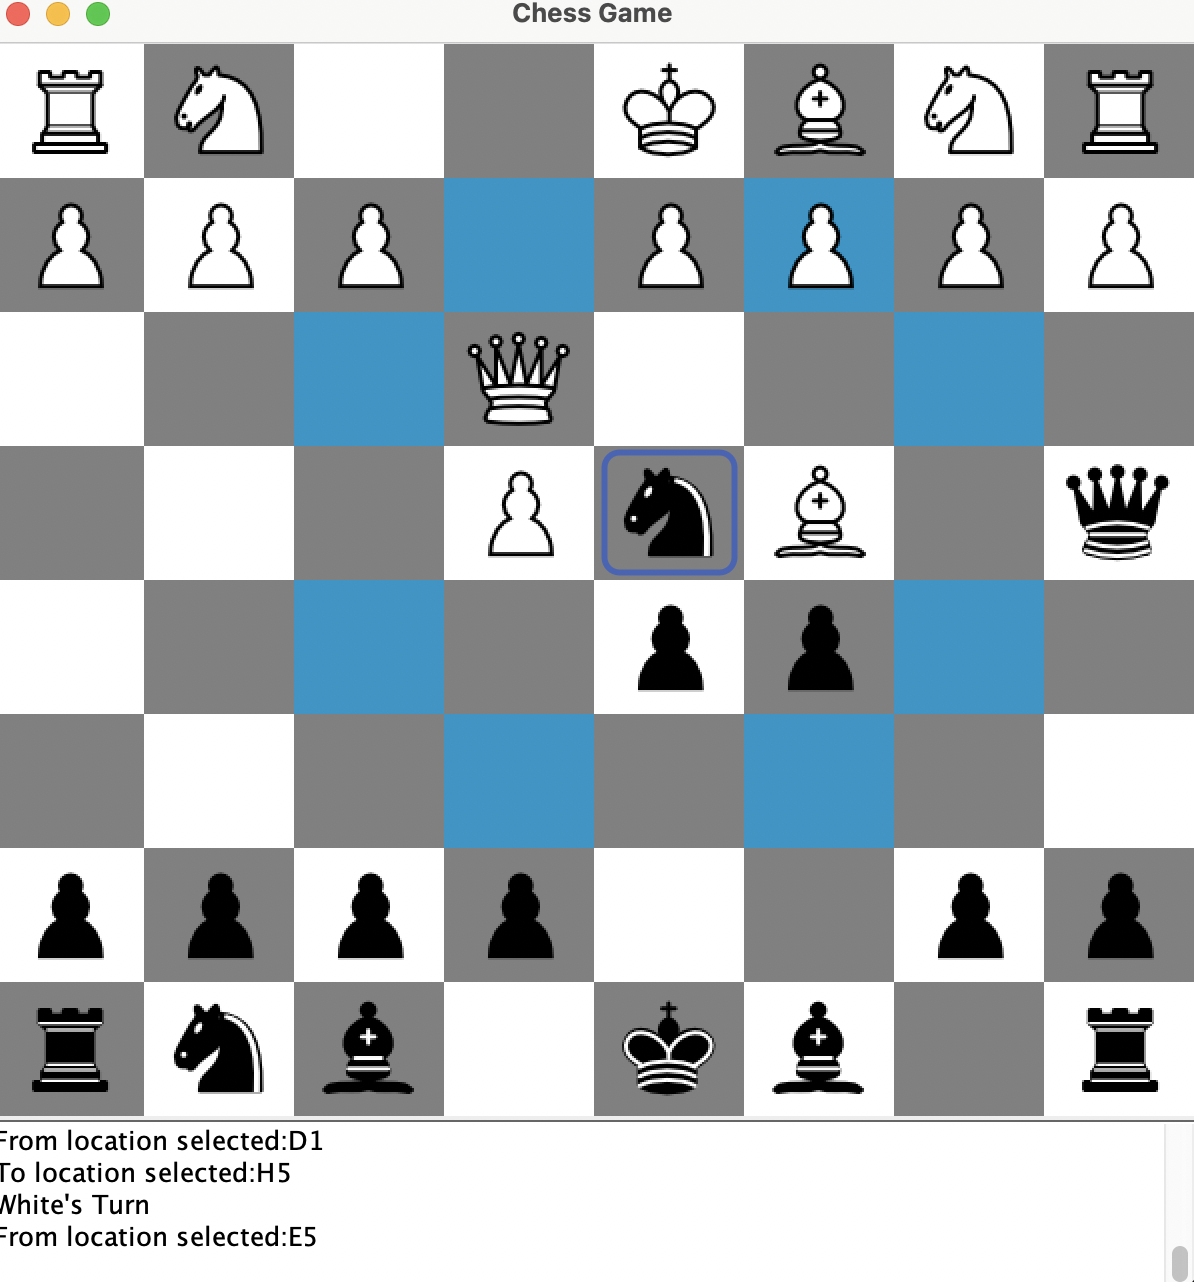 Chess Game
From location selected:D1
To location selected:H5
White's Turn
From location selected:E5